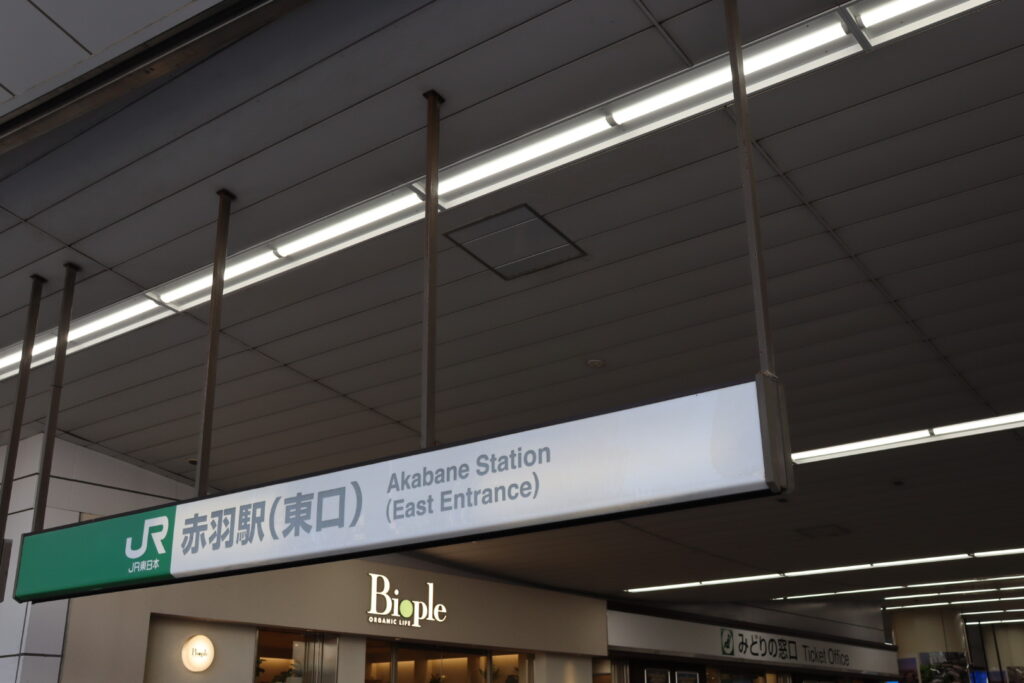 JR
JR東日本
赤羽駅(東口)
Akabane Station
(East Entrance)
Biople
ORGANIC LIFE
Biople
みどりの窓口 Ticket Office